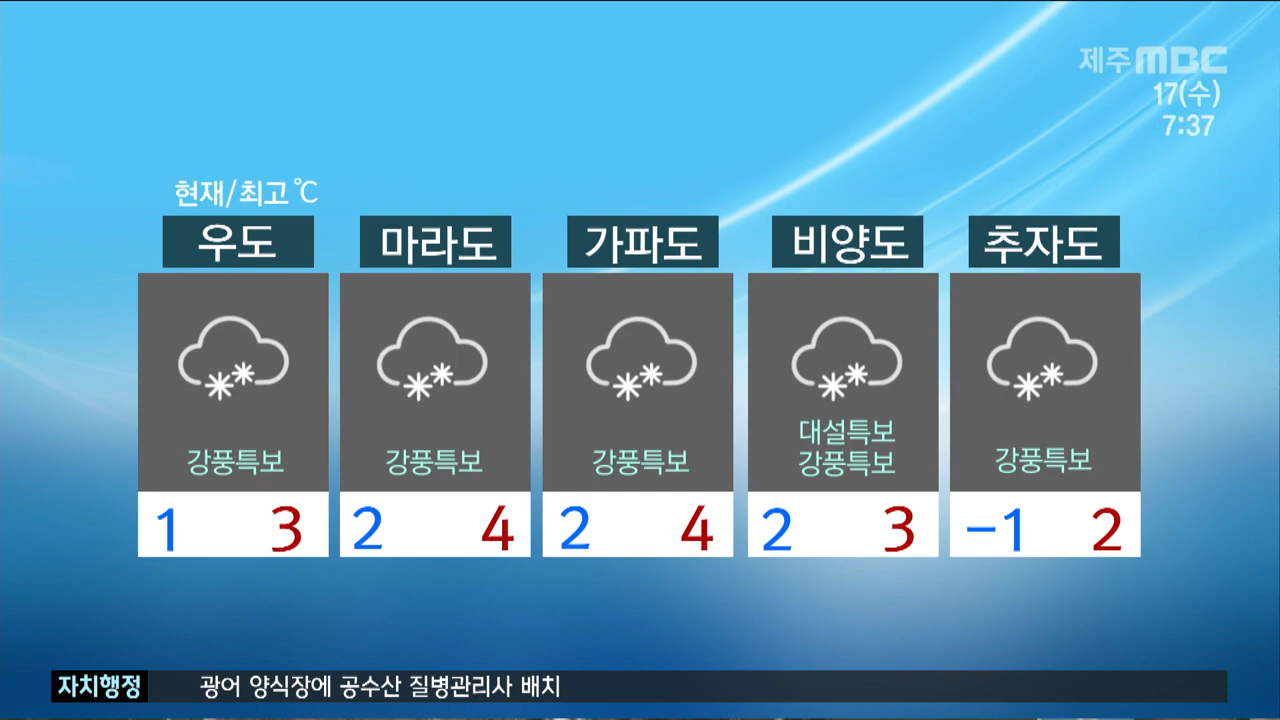 제주MBC
17(수)
7:37
현재/최고℃
우도 마라도 가파도 비양도 추자도
강풍특보 강풍특보 강풍특보 대설특보 강풍특보 강풍특보
1 3 2 4 2 4 2 3 -1 2
자치행정 광어 양식장에 공수산 질병관리사 배치